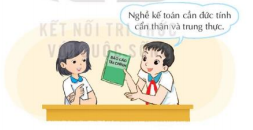 Nghề kế toán cần đức tính
cẩn thận và trung thực.
KẾT NỐI TRI THỨC
BÁO CÁO
TÀI CHÍNH